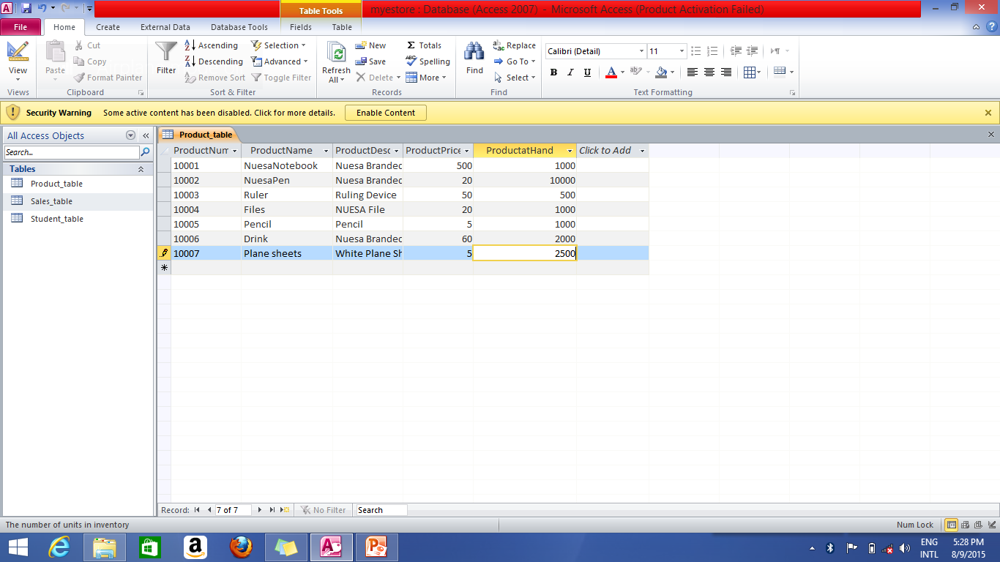 Table Tools
myestore : Database (Access 2007) - Microsoft Access (Product Activation Failed)
File Home Create External Data Database Tools Fields Table
View
Views
Paste
Cut
Copy
Format Painter
Clipboard
Filter
Ascending
Descending
Remove Sort
Selection
Advanced
Toggle Filter
Sort & Filter
Refresh
All
New
Save
Delete
Totals
Spelling
More
Records
Find
Replace
Go To
Select
Find
Calibri (Detail) 11
B I U A ab
Text Formatting
Security Warning Some active content has been disabled. Click for more details. Enable Content
All Access Objects
Search...
Tables
Product_table
Sales_table
Student_table
Product_table
ProductNum ProductName ProductDesc ProductPrice ProductatHand Click to Add
10001 NuesaNotebook Nuesa Branded 500 1000
10002 NuesaPen Nuesa Branded 20 10000
10003 Ruler Ruling Device 50 500
10004 Files NUESA File 20 1000
10005 Pencil Pencil 5 1000
10006 Drink Nuesa Branded 60 2000
10007 Plane sheets White Plane Sh 5 2500
Record: 7 of 7 No Filter Search
The number of units in inventory Num Lock
ENG 5:28 PM
INTL 8/9/2015